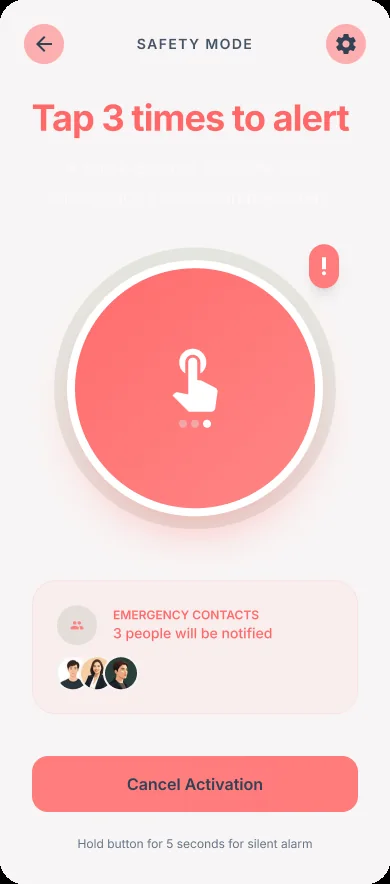 SAFETY MODE
Tap 3 times to alert
!
EMERGENCY CONTACTS
3 people will be notified
Cancel Activation
Hold button for 5 seconds for silent alarm